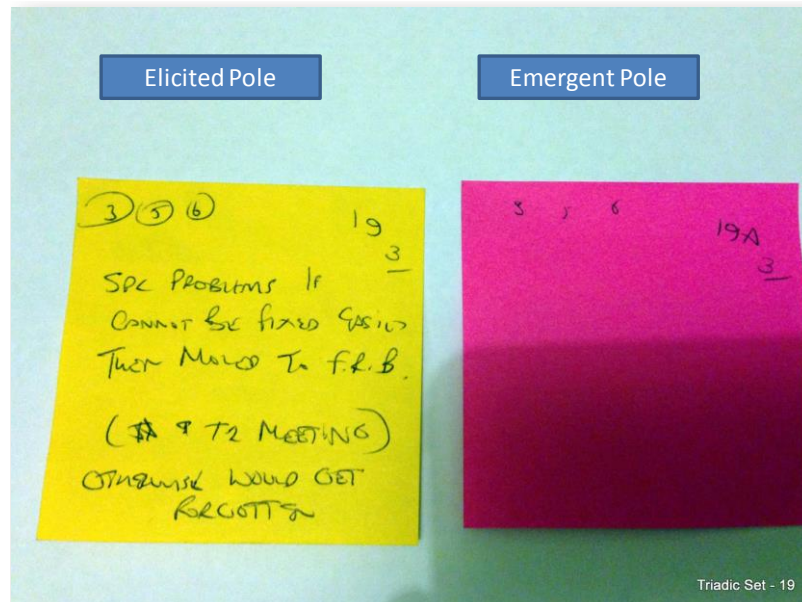 Elicited Pole
Emergent Pole
3 5 6
19
3
SPC PROBLEMS IF
CANNOT BE FIXED EASILY
THEN MOVED TO F.R.B.
( T2 MEETING)
OTHERWISE WOULD GET
FORGOTTEN
3 5 6
19A
3
Triadic Set - 19